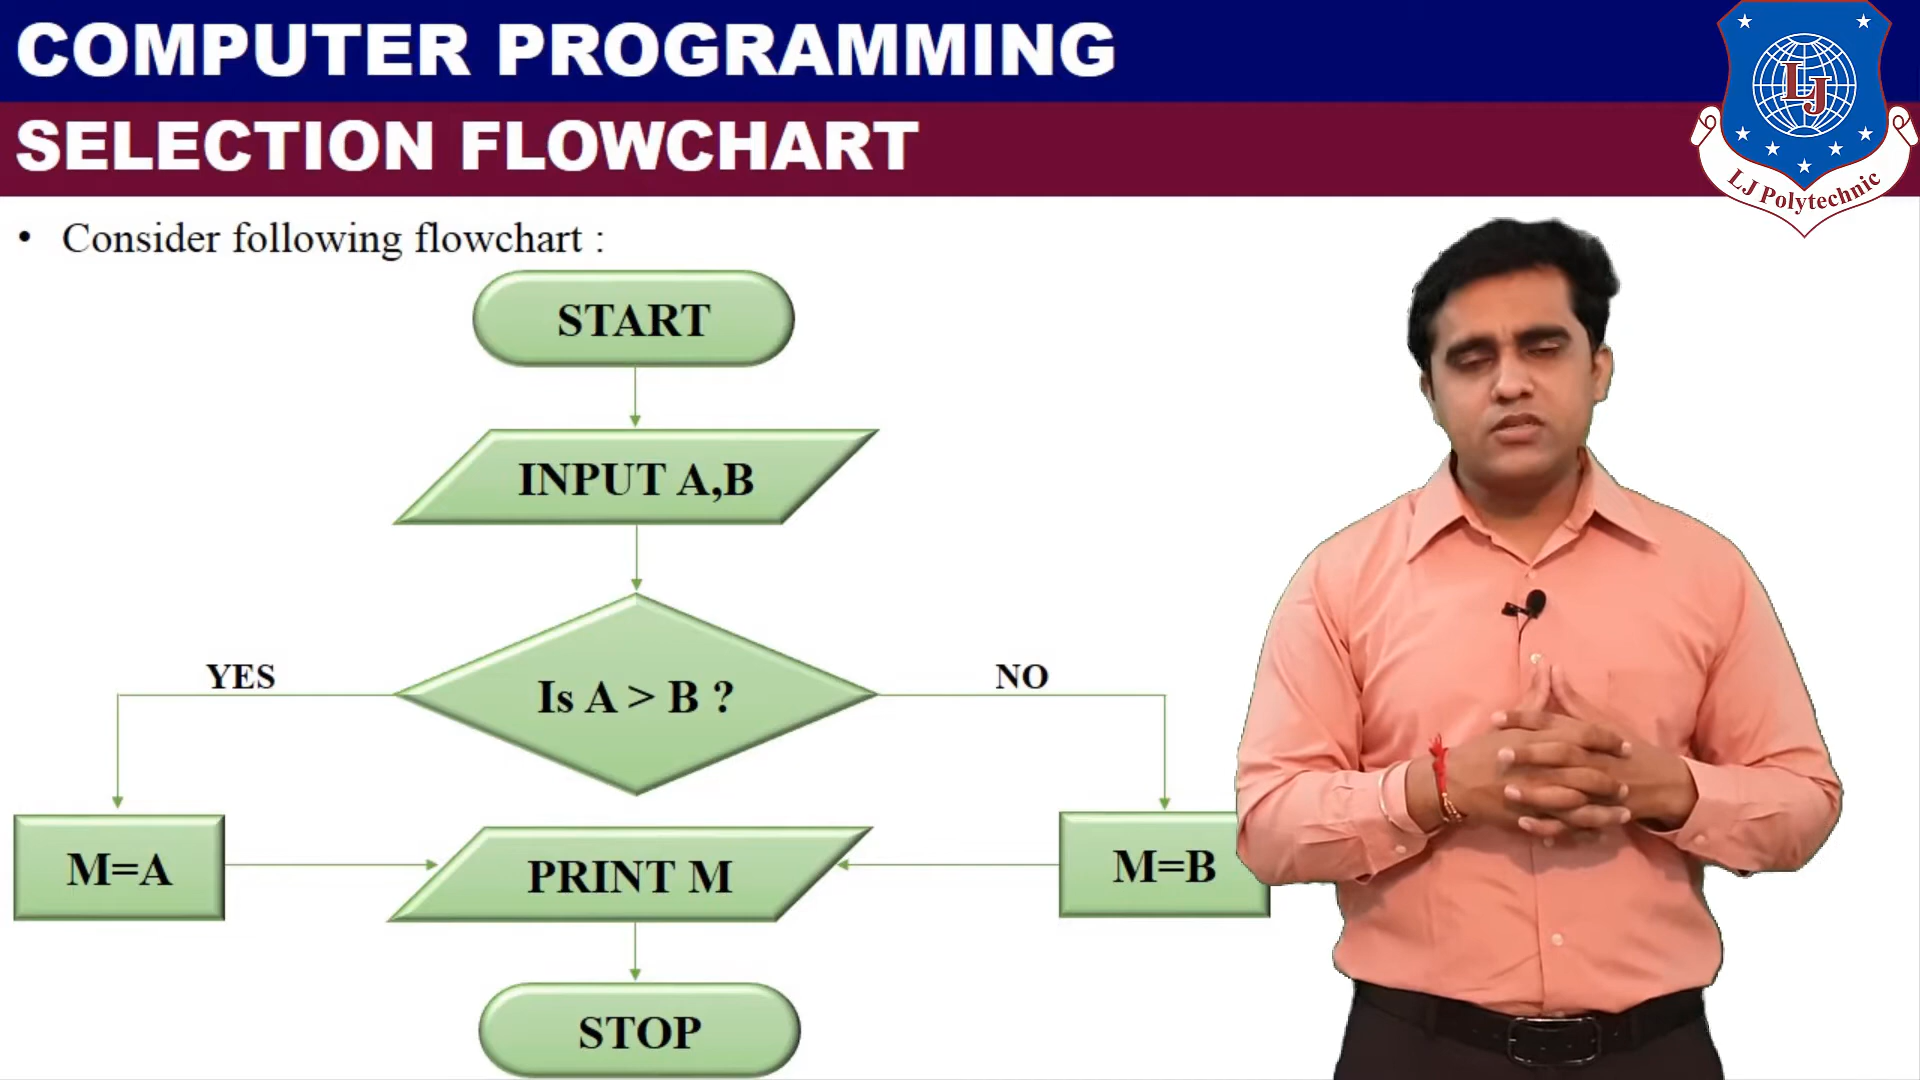 COMPUTER PROGRAMMING
SELECTION FLOWCHART
LJ
LJ Polytechnic
• Consider following flowchart :
START
INPUT A,B
YES
Is A > B ?
NO
M=A
PRINT M
M=B
STOP